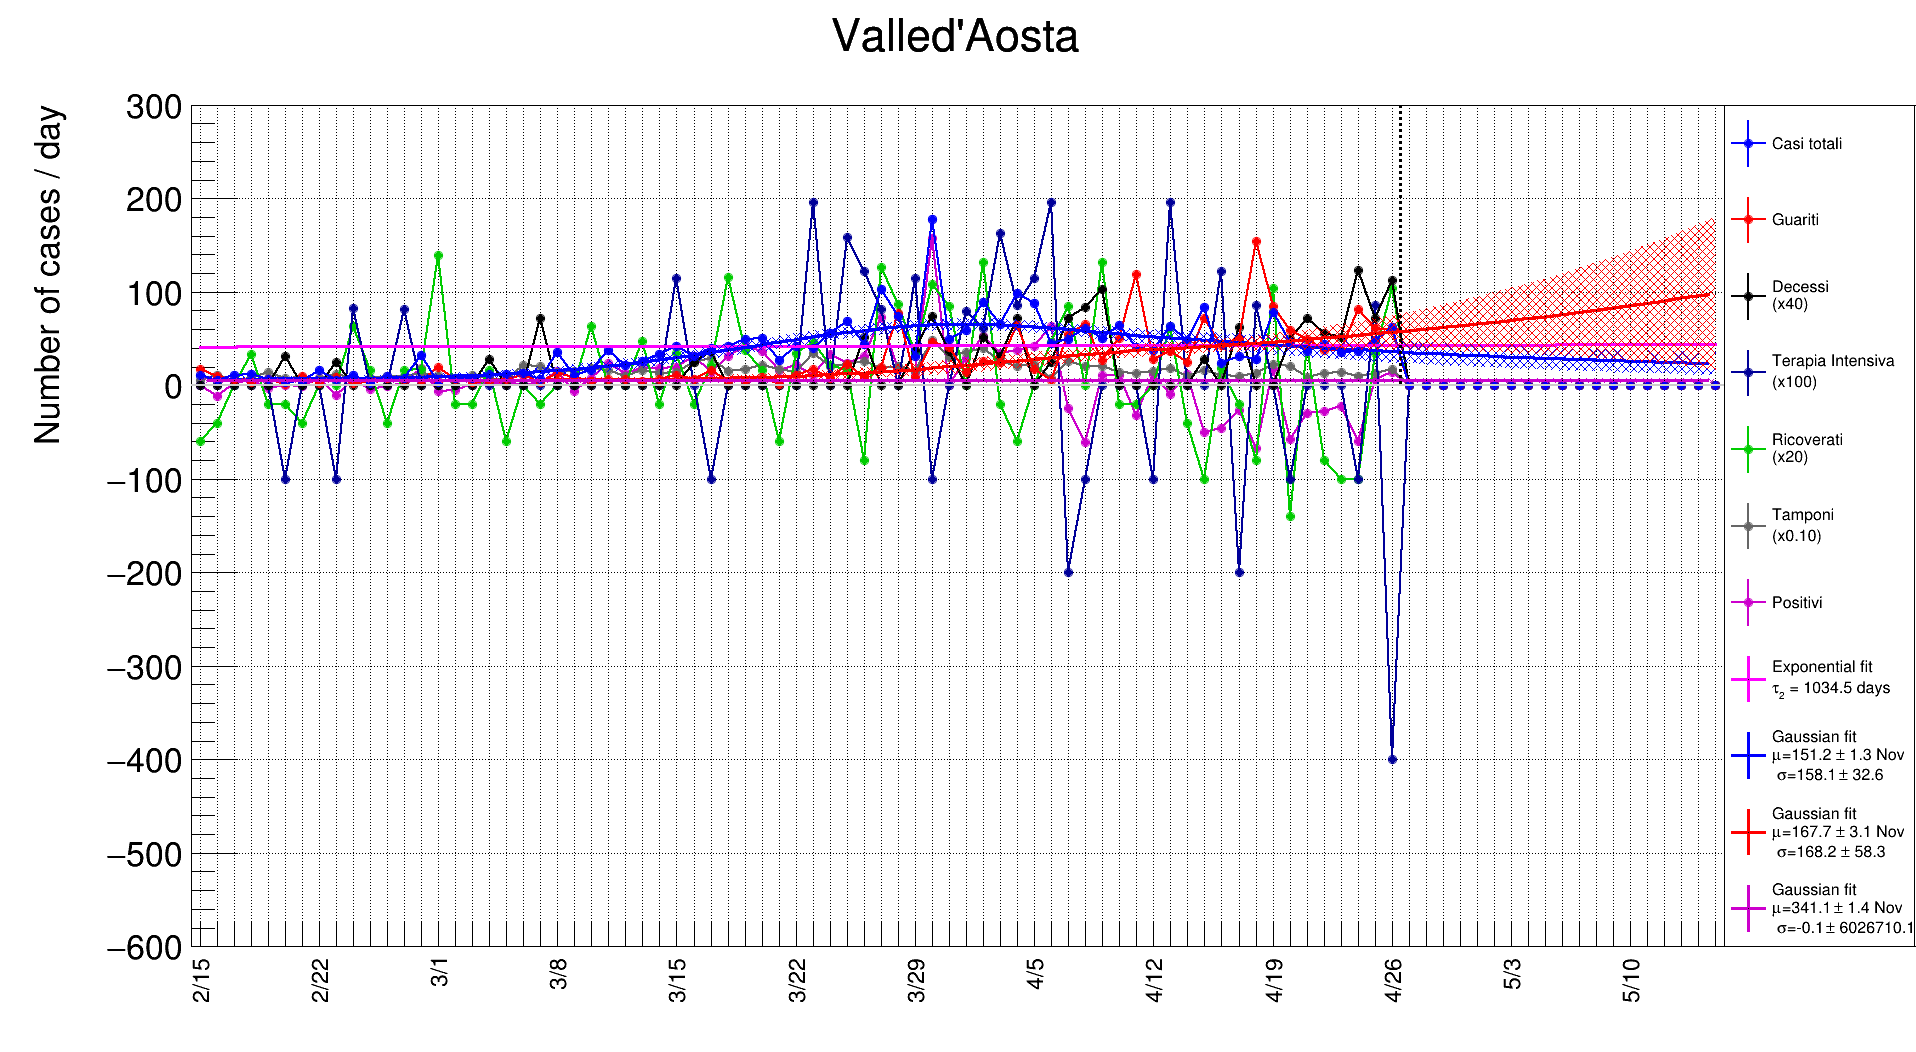 Valled'Aosta
Number of cases / day
300
200
100
0
−100
−200
−300
−400
−500
−600
2/15
2/22
3/1
3/8
3/15
3/22
3/29
4/5
4/12
4/19
4/26
5/3
5/10
Casi totali
Guariti
Decessi
(x40)
Terapia Intensiva
(x100)
Ricoverati
(x20)
Tamponi
(x0.10)
Positivi
Exponential fit
τ2 = 1034.5 days
Gaussian fit
μ=151.2 ± 1.3 Nov
σ=158.1 ± 32.6
Gaussian fit
μ=167.7 ± 3.1 Nov
σ=168.2 ± 58.3
Gaussian fit
μ=341.1 ± 1.4 Nov
σ=-0.1 ± 6026710.1